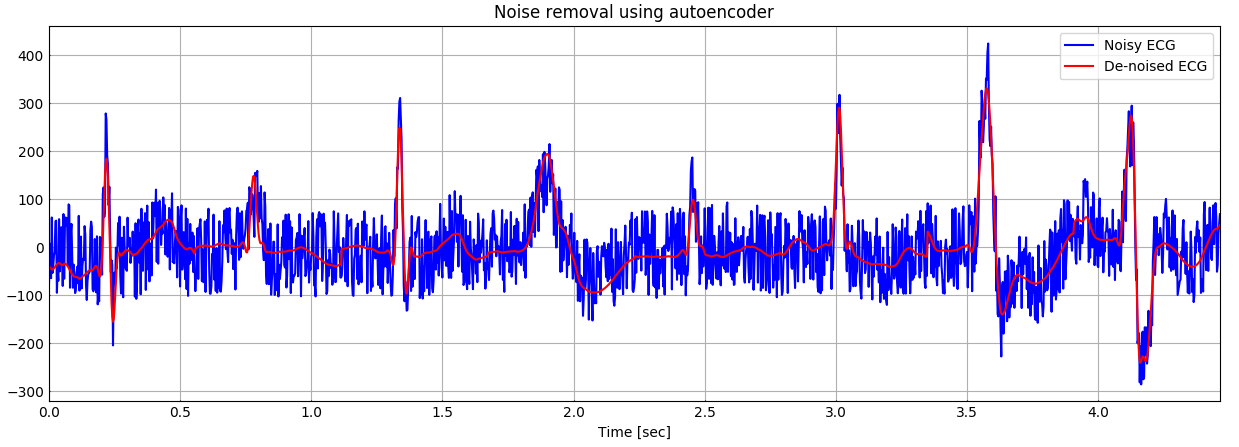 Noise removal using autoencoder
Noisy ECG
De-noised ECG
400
300
200
100
0
−100
−200
−300
0.0 0.5 1.0 1.5 2.0 2.5 3.0 3.5 4.0
Time [sec]